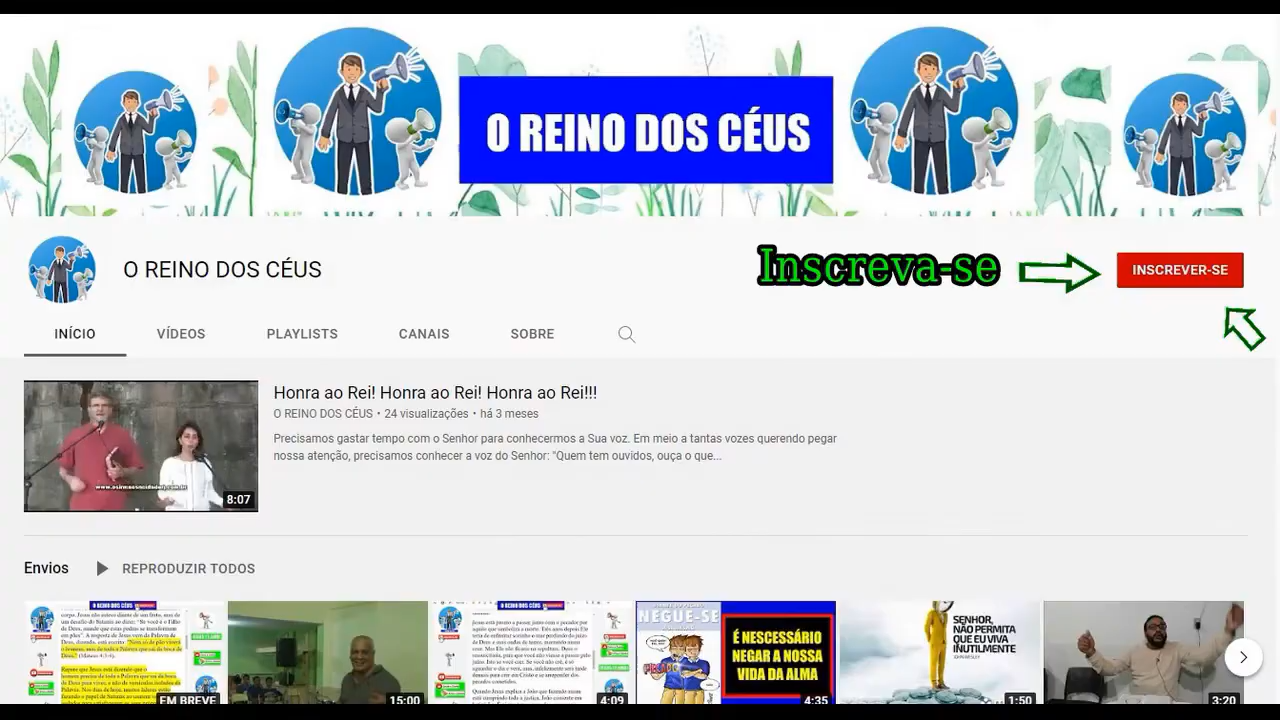 O REINO DOS CÉUS
O REINO DOS CÉUS
Inscreva-se
INSCREVER-SE
INÍCIO
VÍDEOS
PLAYLISTS
CANAIS
SOBRE
Honra ao Rei! Honra ao Rei! Honra ao Rei!!!
O REINO DOS CÉUS • 24 visualizações • há 3 meses
Precisamos gastar tempo com o Senhor para conhecermos a Sua voz. Em meio a tantas vozes querendo pegar
nossa atenção, precisamos conhecer a voz do Senhor: "Quem tem ouvidos, ouça o que...
8:07
Envios
REPRODUZIR TODOS
O REINO DOS CÉUS
EM BREVE
15:00
O REINO DOS CÉUS
4:09
NEGUE-SE
É NESCESSÁRIO
NEGAR A NOSSA
VIDA DA ALMA
4:35
SENHOR,
NÃO PERMITA
QUE EU VIVA
INUTILMENTE
1:50
3:20